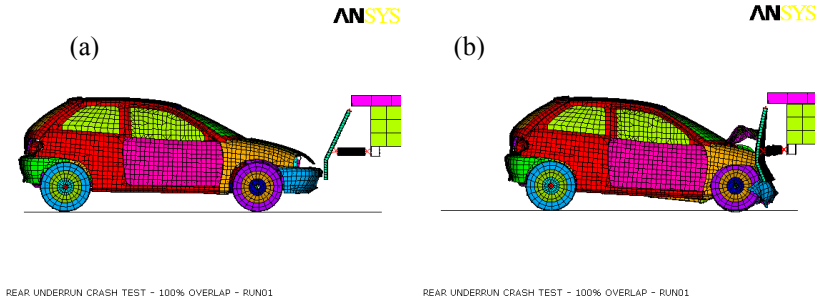 ANSYS
ANSYS
(a)
(b)
REAR UNDERRUN CRASH TEST - 100% OVERLAP - RUN01
REAR UNDERRUN CRASH TEST - 100% OVERLAP - RUN01